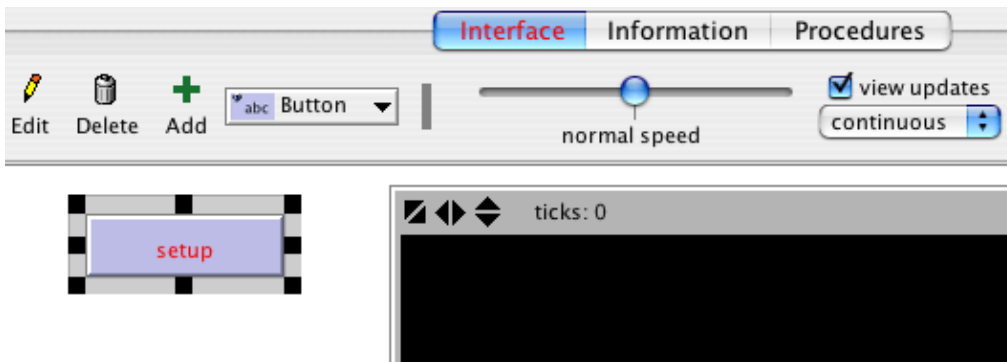 Interface Information Procedures
Edit Delete Add abc Button normal speed view updates
continuous
setup
ticks: 0